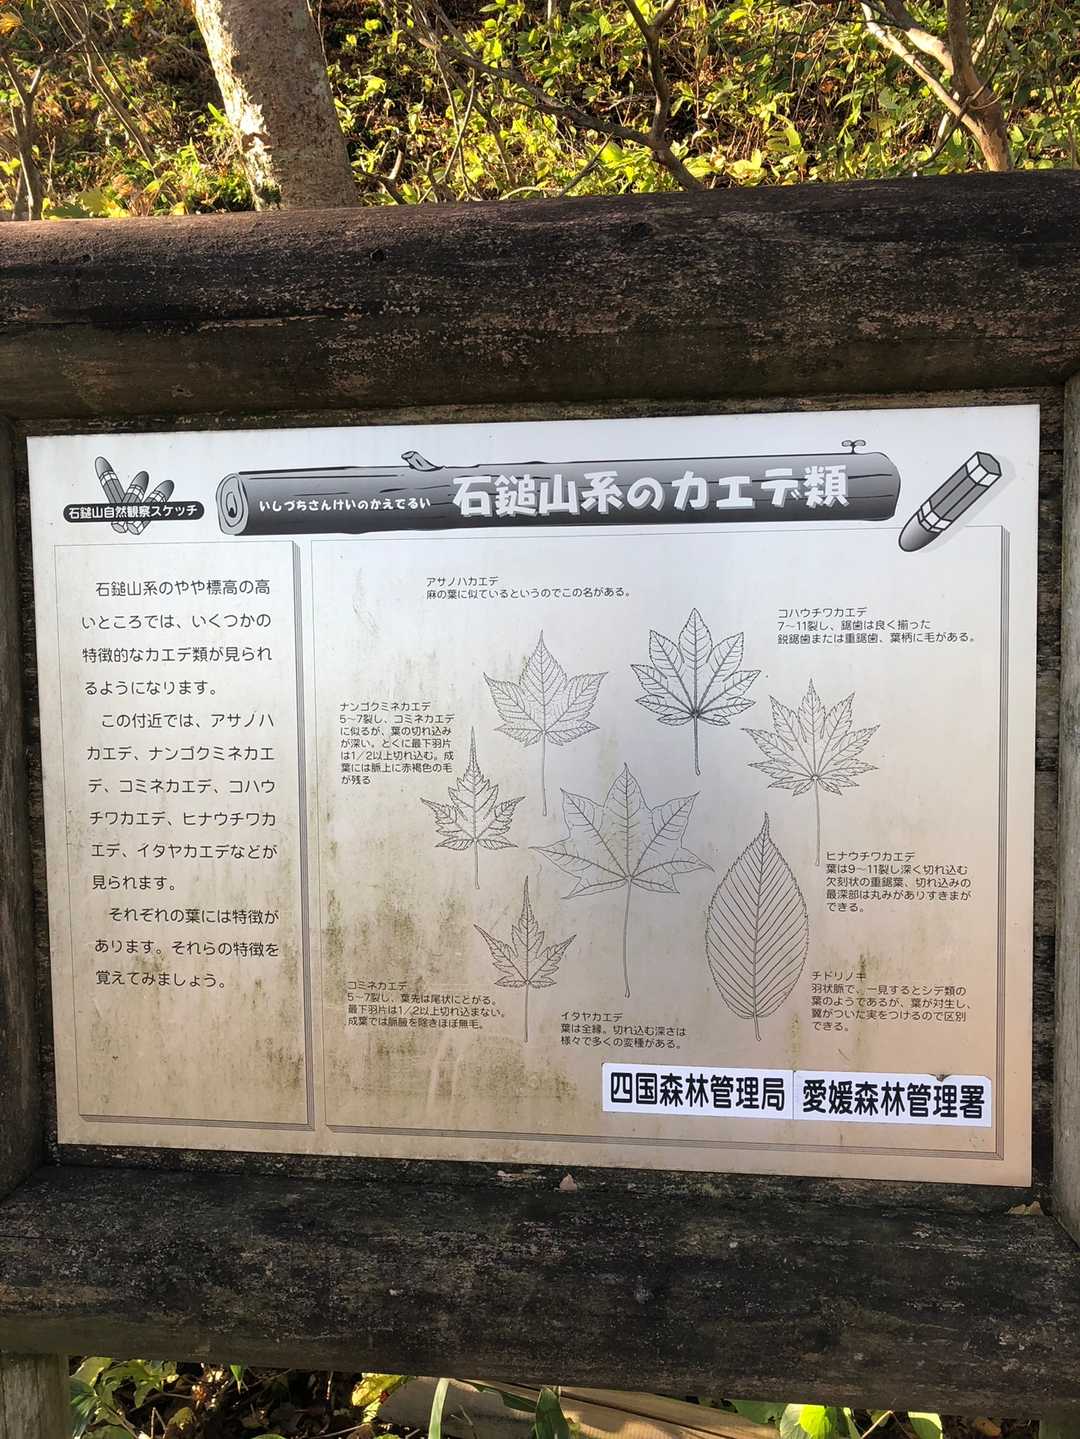 石鎚山自然観察スケッチ
いしづちさんけいのかえでるい
石鎚山系のカエデ類
石鎚山系のやや標高の高
いところでは、いくつかの
特徴的なカエデ類が見られ
るようになります。
この付近では、アサノハ
カエデ、ナンゴクミネカエ
デ、コミネカエデ、コハウ
チワカエデ、ヒナウチワカ
エデ、イタヤカエデなどが
見られます。
それぞれの葉には特徴が
あります。それらの特徴を
覚えてみましょう。
アサノハカエデ
麻の葉に似ているというのでこの名がある。
コハウチワカエデ
7〜11裂し、鋸歯は良く揃った
鋭鋸歯または重鋸歯、葉柄に毛がある。
ナンゴクミネカエデ
5〜7裂し、コミネカエデ
に似るが、葉の切れ込み
が深い。とくに最下羽片
は1/2以上切れ込む。成
葉には脈上に赤褐色の毛
が残る
ヒナウチワカエデ
葉は9〜11裂し深く切れ込む
欠刻状の重鋸葉、切れ込みの
最深部は丸みがありすきまが
できる。
コミネカエデ
5〜7裂し、葉先は尾状にとがる。
最下羽片は1/2以上切れ込まない。
成葉では脈腋を除きほぼ無毛。
イタヤカエデ
葉は全縁。切れ込む深さは
様々で多くの変種がある。
チドリノキ
羽状脈で、一見するとシデ類の
葉のようであるが、葉が対生し、
翼がついた実をつけるので区別
できる。
四国森林管理局 愛媛森林管理署